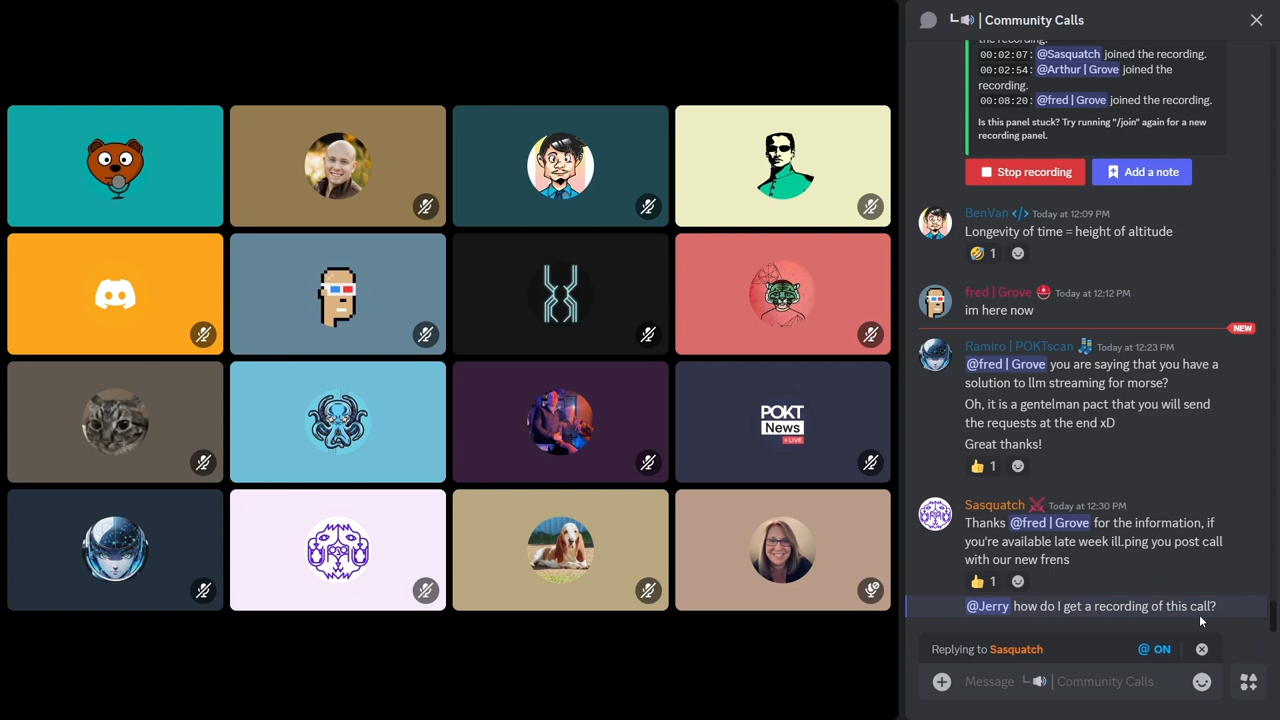 POKT
News
LIVE
Community Calls
the recording.
00:02:07: @Sasquatch joined the recording.
00:02:54: @Arthur | Grove joined the
recording.
00:08:20: @fred | Grove joined the recording.
Is this panel stuck? Try running "/join" again for a new
recording panel.
Stop recording
Add a note
BenVan </> Today at 12:09 PM
Longevity of time = height of altitude
1
fred | Grove Today at 12:12 PM
im here now
NEW
Ramiro | POKTscan Today at 12:23 PM
@fred | Grove you are saying that you have a
solution to llm streaming for morse?
Oh, it is a gentelman pact that you will send
the requests at the end xD
Great thanks!
1
Sasquatch Today at 12:30 PM
Thanks @fred | Grove for the information, if
you're available late week ill.ping you post call
with our new frens
1
@Jerry how do I get a recording of this call?
Replying to Sasquatch
@ ON
Message Community Calls